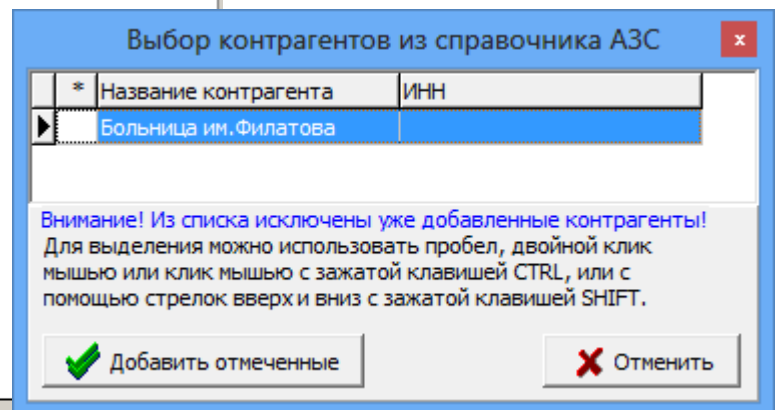 Выбор контрагентов из справочника АЗС
x
* Название контрагента ИНН
Больница им.Филатова
Внимание! Из списка исключены уже добавленные контрагенты!
Для выделения можно использовать пробел, двойной клик
мышью или клик мышью с зажатой клавишей CTRL, или с
помощью стрелок вверх и вниз с зажатой клавишей SHIFT.
Добавить отмеченные Отменить